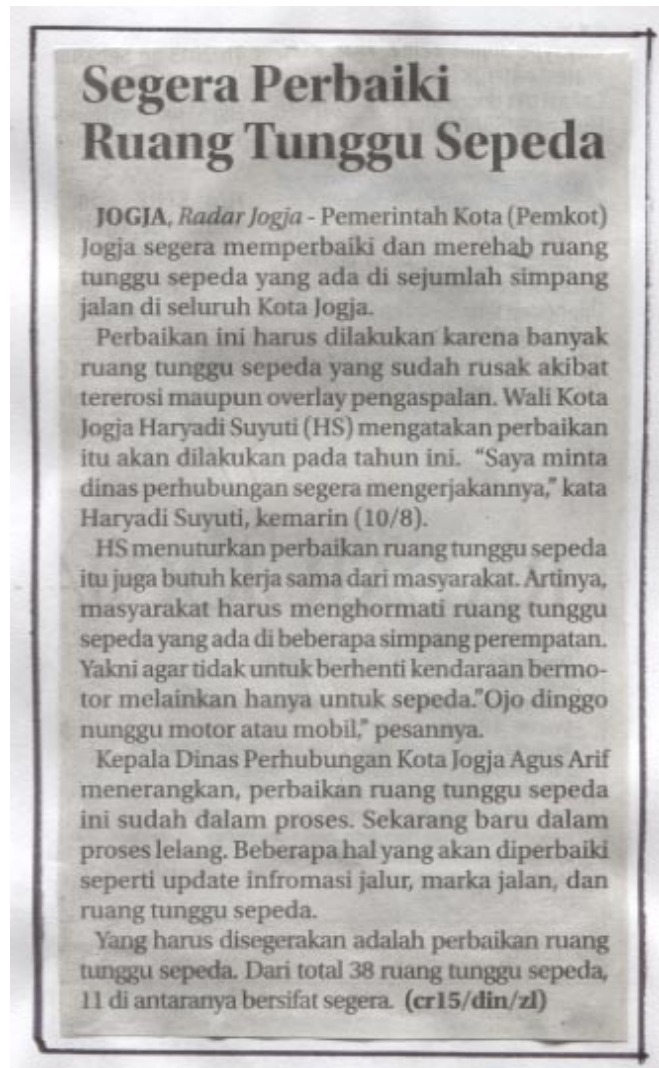 Segera Perbaiki
Ruang Tunggu Sepeda
JOGJA, Radar Jogja - Pemerintah Kota (Pemkot)
Jogja segera memperbaiki dan merehab ruang
tunggu sepeda yang ada di sejumlah simpang
jalan di seluruh Kota Jogja.
Perbaikan ini harus dilakukan karena banyak
ruang tunggu sepeda yang sudah rusak akibat
tererosi maupun overlay pengaspalan. Wali Kota
Jogja Haryadi Suyuti (HS) mengatakan perbaikan
itu akan dilakukan pada tahun ini. “Saya minta
dinas perhubungan segera mengerjakannya,” kata
Haryadi Suyuti, kemarin (10/8).
HS menuturkan perbaikan ruang tunggu sepeda
itu juga butuh kerja sama dari masyarakat. Artinya,
masyarakat harus menghormati ruang tunggu
sepeda yang ada di beberapa simpang perempatan.
Yakni agar tidak untuk berhenti kendaraan bermo-
tor melainkan hanya untuk sepeda.”Ojo dinggo
nunggu motor atau mobil,” pesannya.
Kepala Dinas Perhubungan Kota Jogja Agus Arif
menerangkan, perbaikan ruang tunggu sepeda
ini sudah dalam proses. Sekarang baru dalam
proses lelang. Beberapa hal yang akan diperbaiki
seperti update infromasi jalur, marka jalan, dan
ruang tunggu sepeda.
Yang harus disegerakan adalah perbaikan ruang
tunggu sepeda. Dari total 38 ruang tunggu sepeda,
11 di antaranya bersifat segera. (cr15/din/zl)